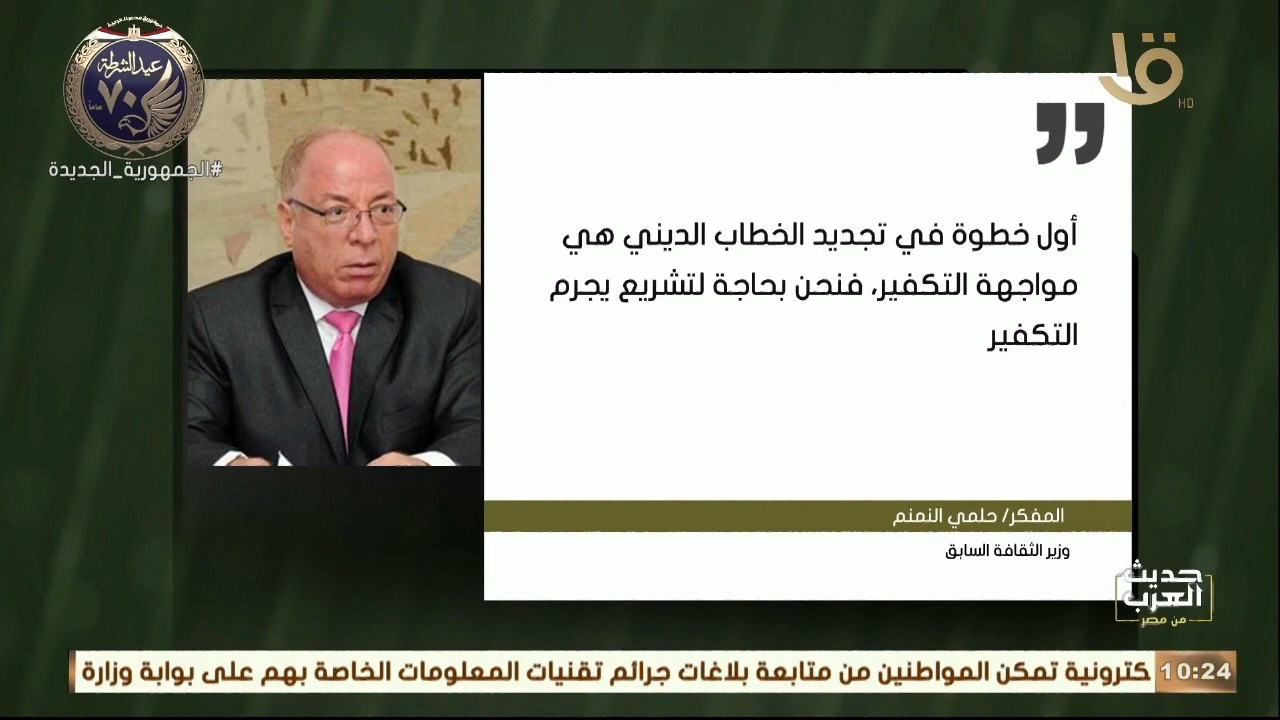 عيد الشرطة
٧٠
عاماً
#الجمهورية_الجديدة
HD
أول خطوة في تجديد الخطاب الديني هي
مواجهة التكفير، فنحن بحاجة لتشريع يجرم
التكفير
المفكر/ حلمي النمنم
وزير الثقافة السابق
حديث
العرب
من مصر
10:24
كترونية تمكن المواطنين من متابعة بلاغات جرائم تقنيات المعلومات الخاصة بهم على بوابة وزارة